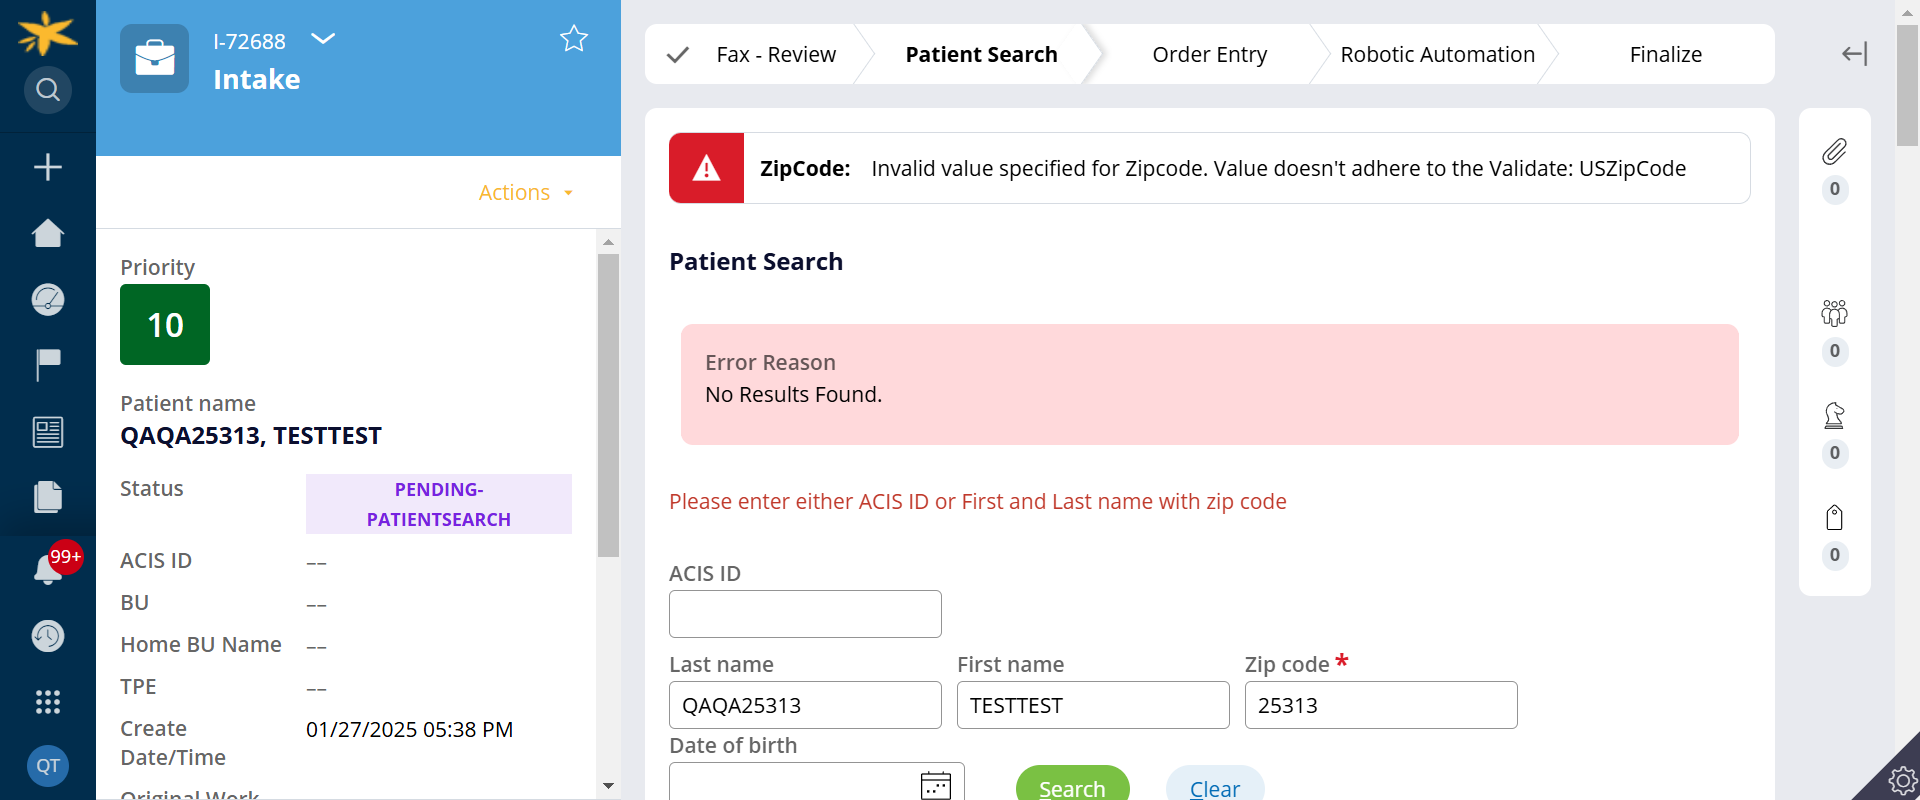 I-72688
Intake
Actions
Priority
10
Patient name
QAQA25313, TESTTEST
Status
PENDING-
PATIENTSEARCH
ACIS ID
––
BU
––
Home BU Name
––
TPE
––
Create
Date/Time
01/27/2025 05:38 PM
Original Work
99+
QT
Fax - Review
Patient Search
Order Entry
Robotic Automation
Finalize
ZipCode: Invalid value specified for Zipcode. Value doesn't adhere to the Validate: USZipCode
Patient Search
Error Reason
No Results Found.
Please enter either ACIS ID or First and Last name with zip code
ACIS ID
Last name
First name
Zip code *
QAQA25313
TESTTEST
25313
Date of birth
Search
Clear
0
0
0
0